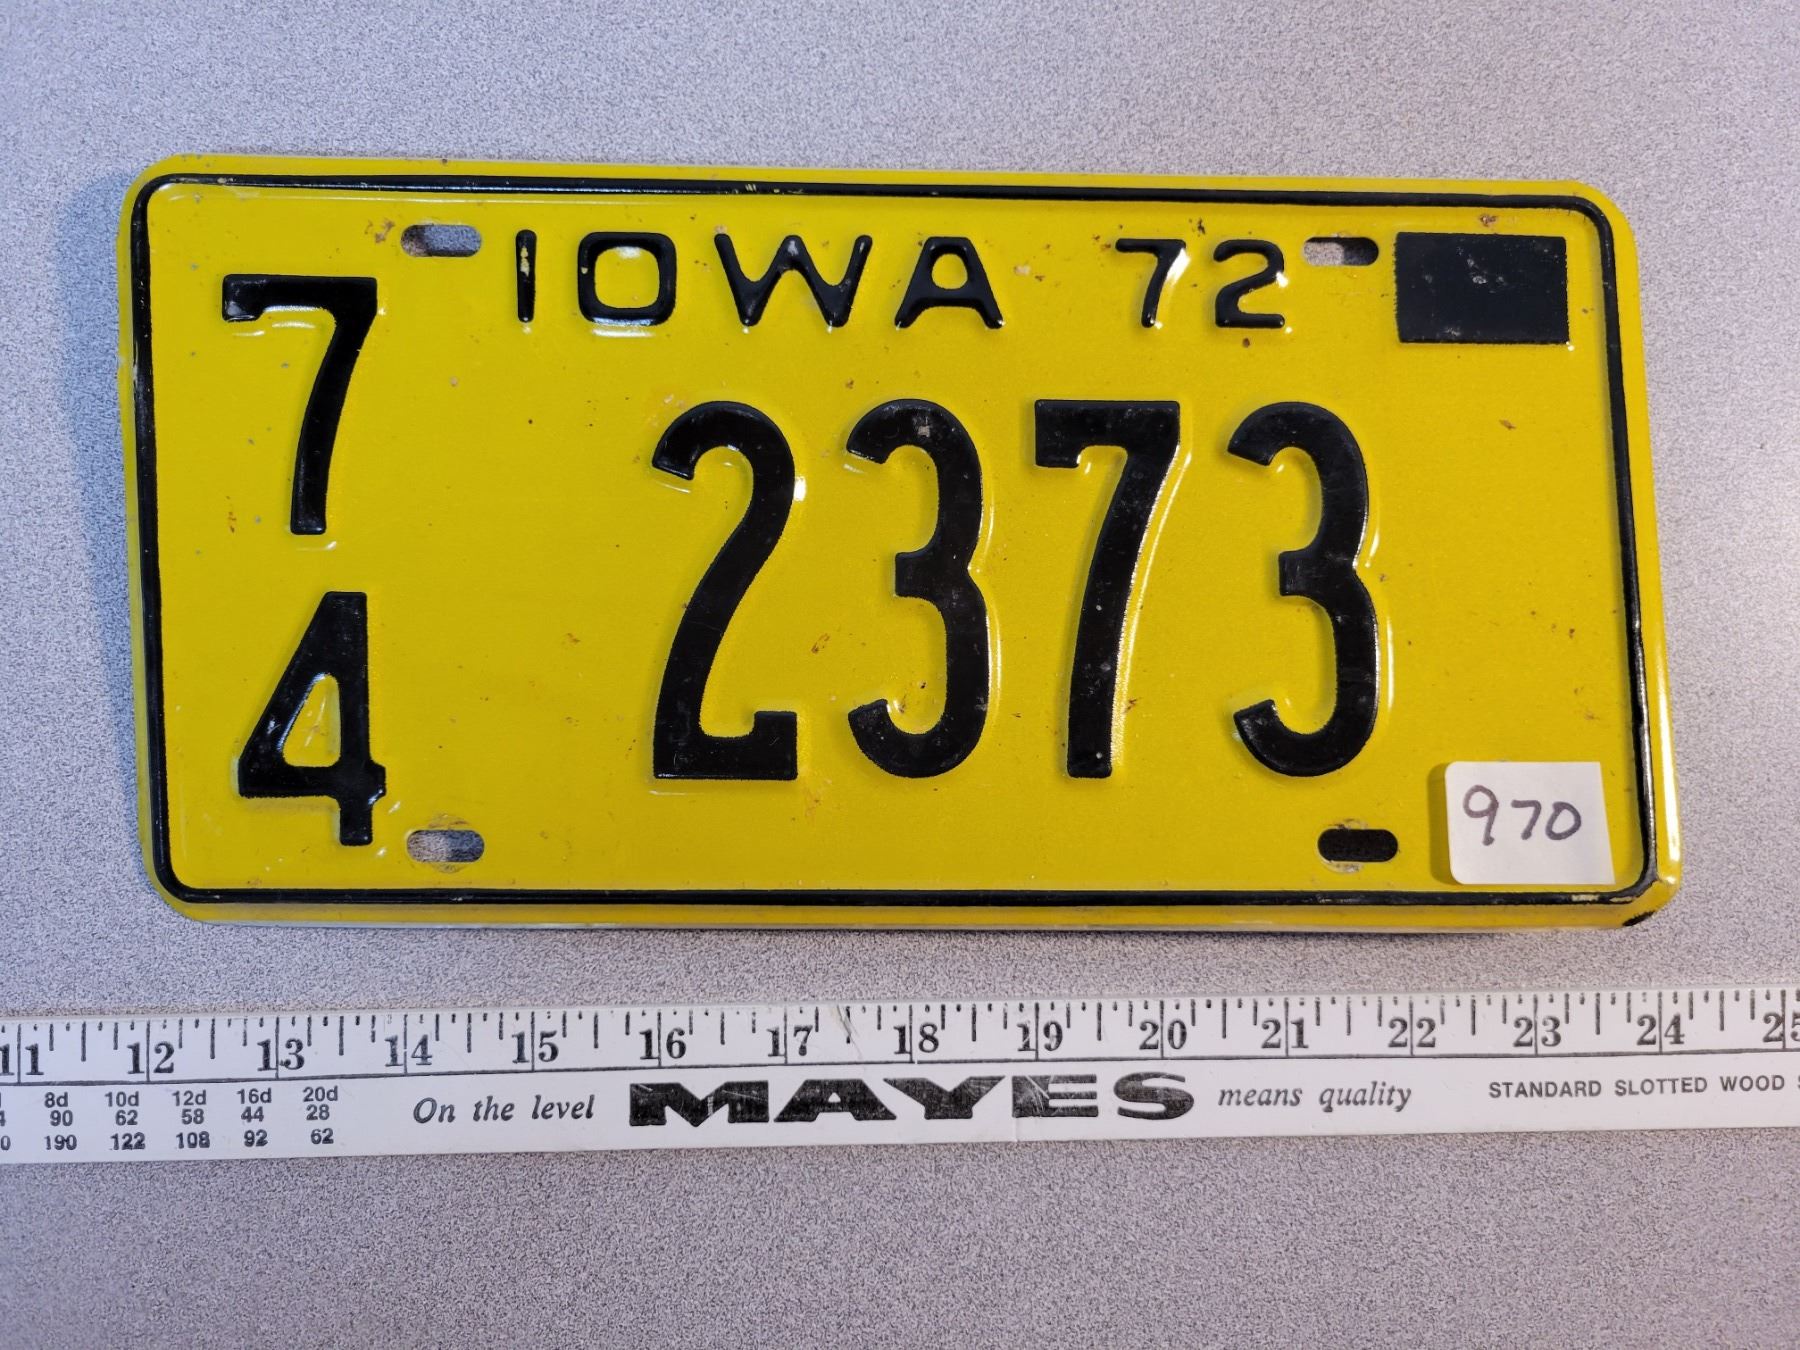 IOWA 72
7
4
2373
970
11 12 13 14 15 16 17 18 19 20 21 22 23 24 25
8d 10d 12d 16d 20d
90 62 58 44 28
190 122 108 92 62
On the level MAYES means quality STANDARD SLOTTED WOOD